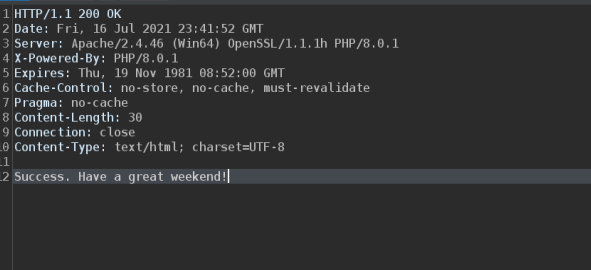 1 HTTP/1.1 200 OK
2 Date: Fri, 16 Jul 2021 23:41:52 GMT
3 Server: Apache/2.4.46 (Win64) OpenSSL/1.1.1h PHP/8.0.1
4 X-Powered-By: PHP/8.0.1
5 Expires: Thu, 19 Nov 1981 08:52:00 GMT
6 Cache-Control: no-store, no-cache, must-revalidate
7 Pragma: no-cache
8 Content-Length: 30
9 Connection: close
10 Content-Type: text/html; charset=UTF-8
11
12 Success. Have a great weekend!